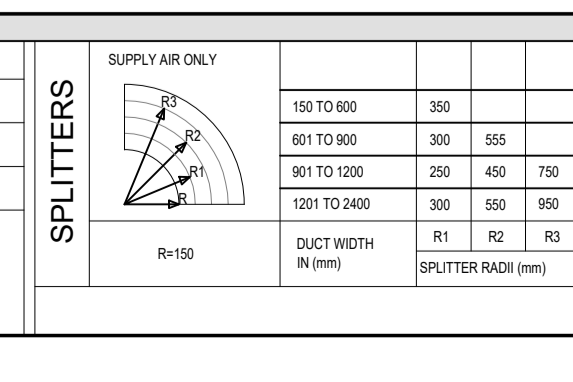 SPLITTERS
SUPPLY AIR ONLY
R3
R2
R1
R
R=150
150 TO 600 350
601 TO 900 300 555
901 TO 1200 250 450 750
1201 TO 2400 300 550 950
DUCT WIDTH
IN (mm)
R1 R2 R3
SPLITTER RADII (mm)